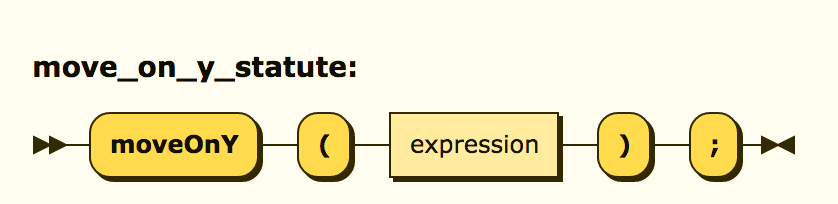 move_on_y_statute:
moveOnY ( expression ) ;